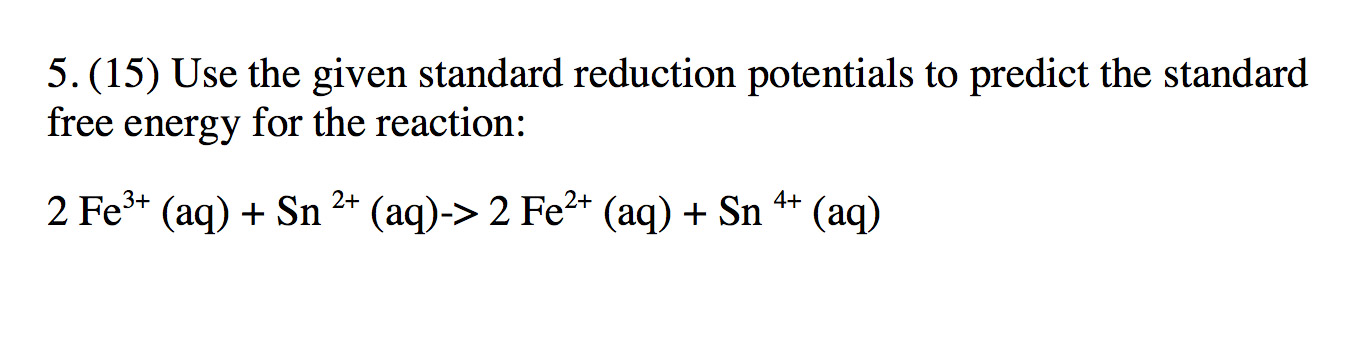 5. (15) Use the given standard reduction potentials to predict the standard
free energy for the reaction:
2 Fe³⁺ (aq) + Sn ²⁺ (aq)-> 2 Fe²⁺ (aq) + Sn ⁴⁺ (aq)